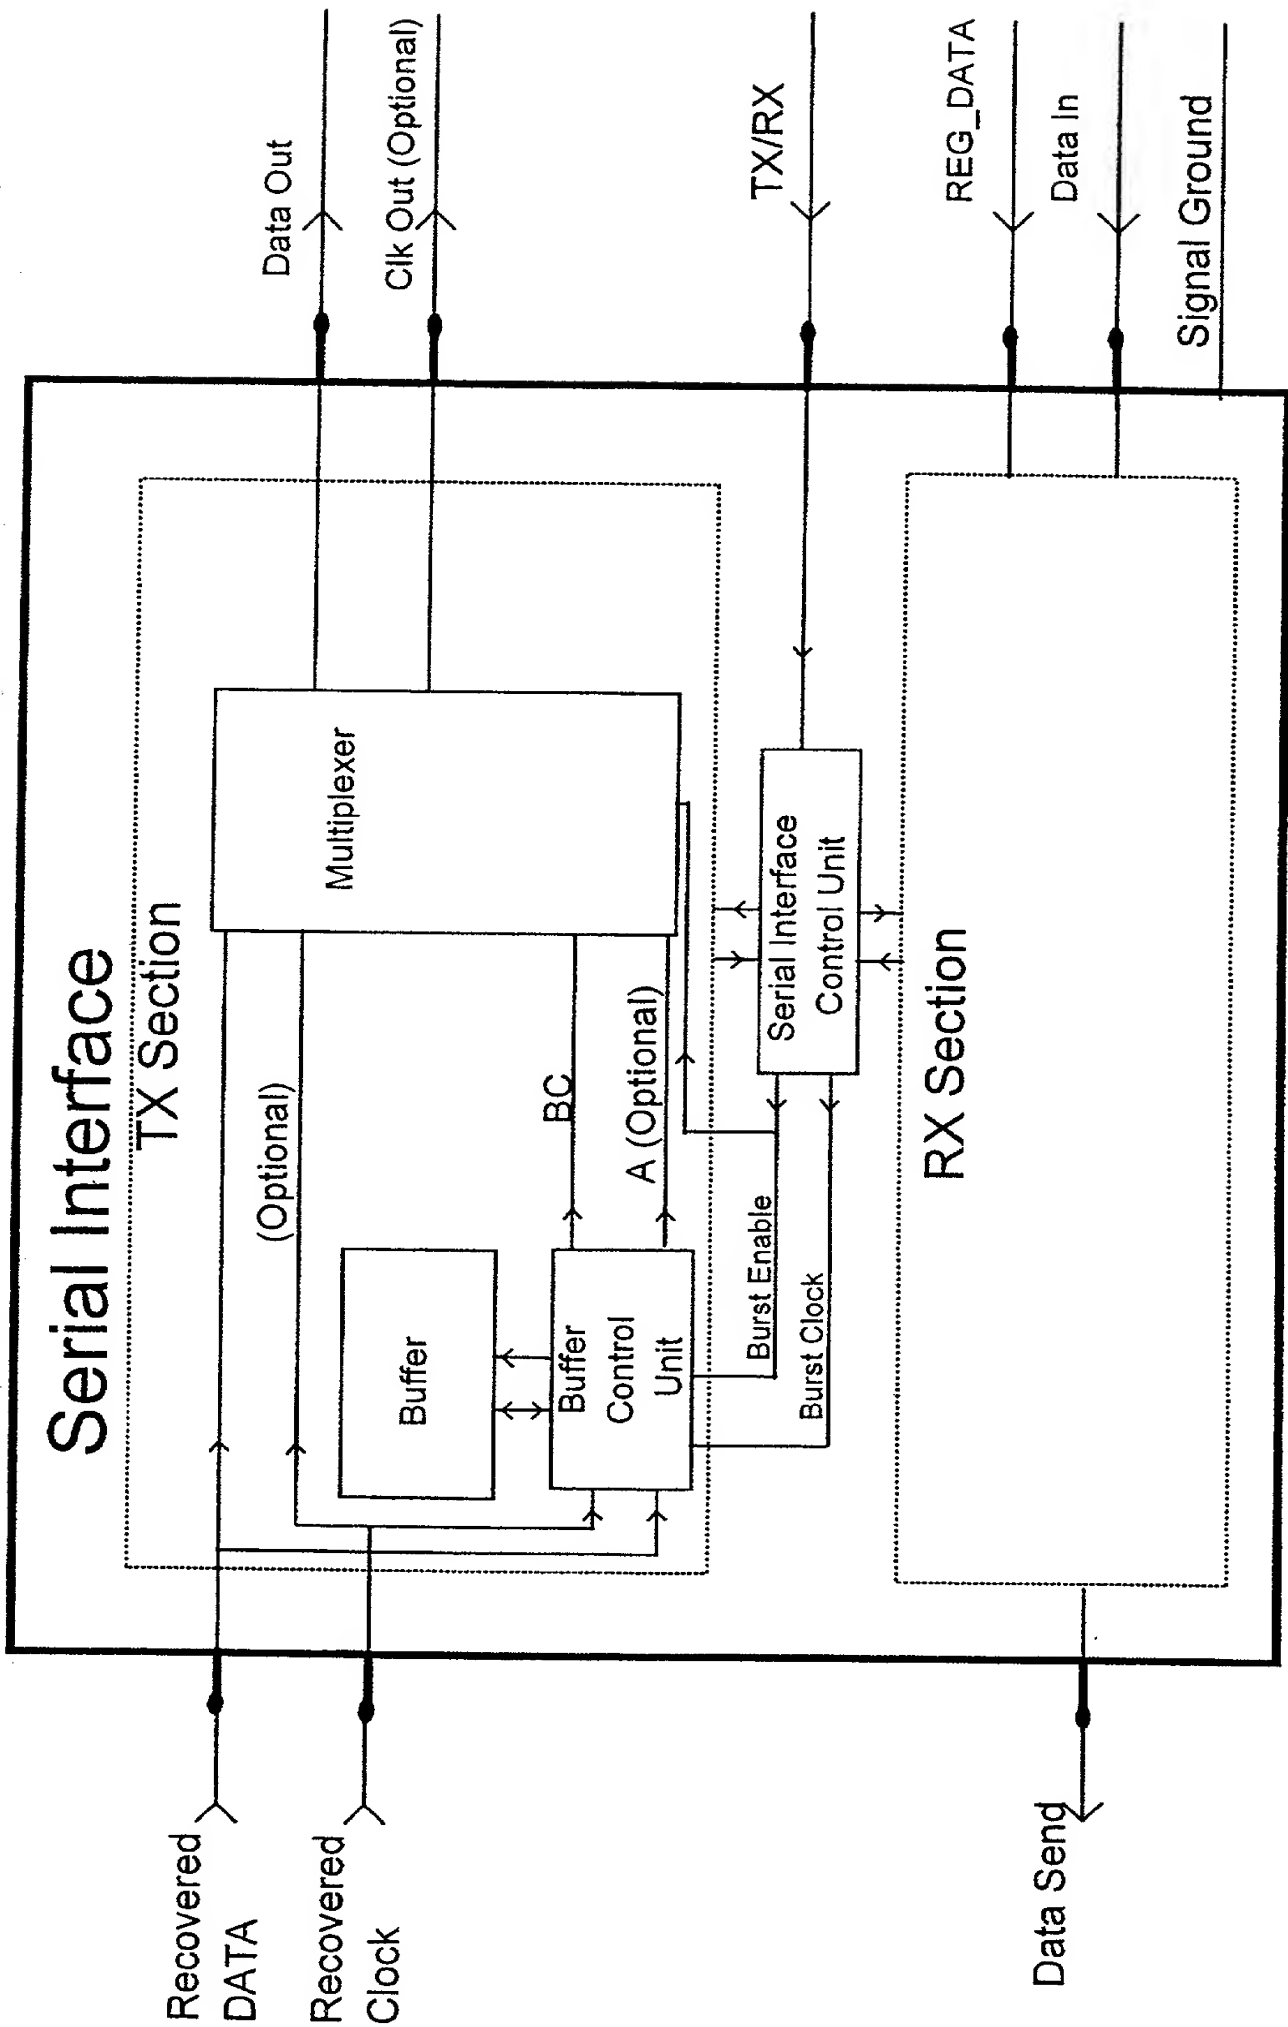 Serial Interface
TX Section
Recovered
DATA
Recovered
Clock
(Optional)
Buffer
Buffer
Control
Unit
BC
A (Optional)
Multiplexer
Data Out
Clk Out (Optional)
Burst Enable
Burst Clock
Serial Interface
Control Unit
TX/RX
RX Section
REG_DATA
Data In
Signal Ground
Data Send